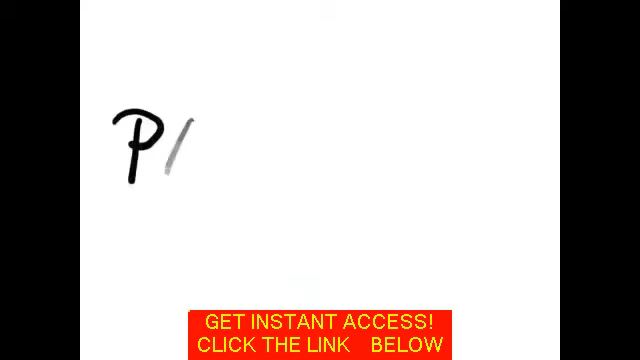 P/
GET INSTANT ACCESS!
CLICK THE LINK BELOW